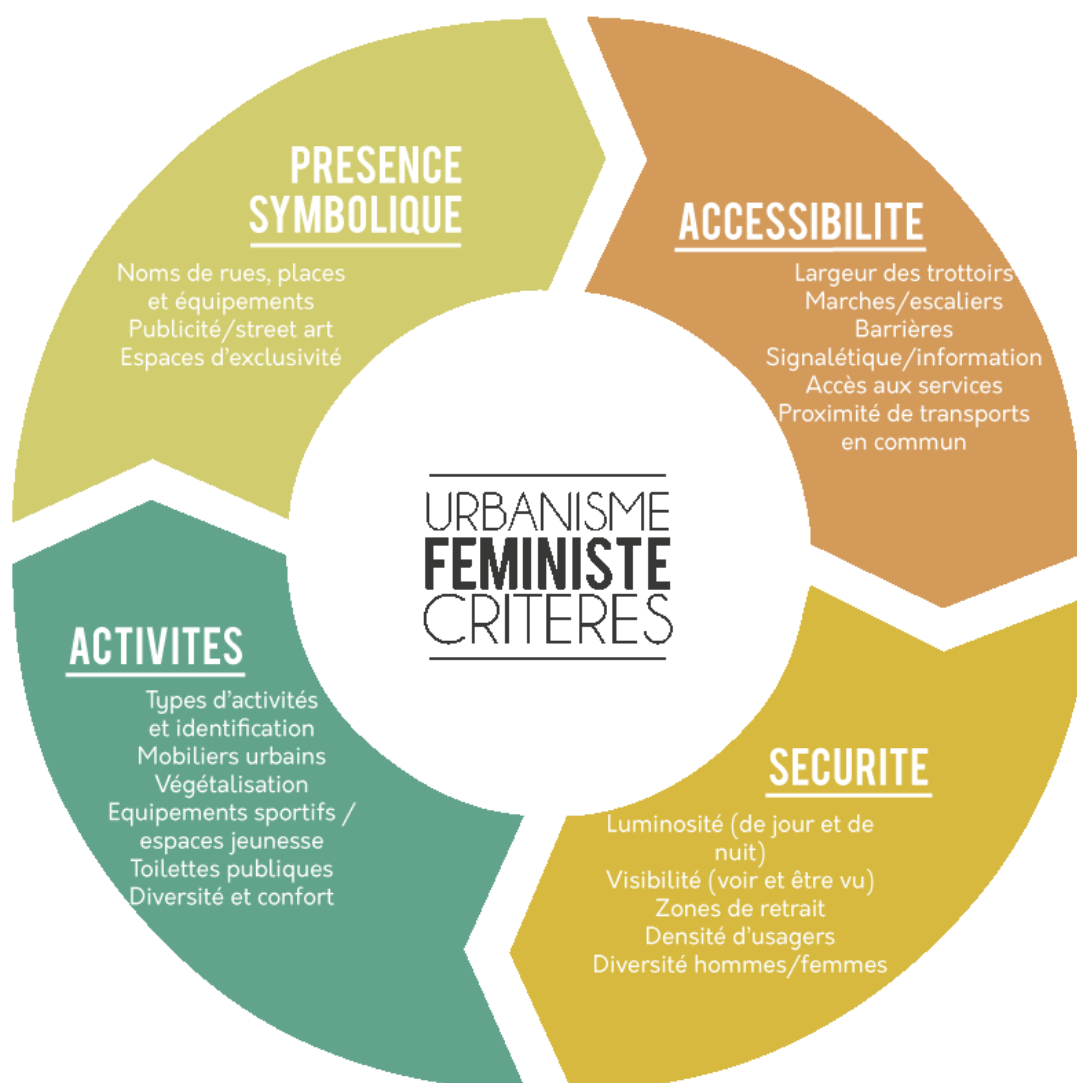 PRESENCE
SYMBOLIQUE
Noms de rues, places
et équipements
Publicité/street art
Espaces d'exclusivité
ACCESSIBILITE
Largeur des trottoirs
Marches/escaliers
Barrières
Signalétique/information
Accès aux services
Proximité de transports
en commun
URBANISME
FEMINISTE
CRITERES
ACTIVITES
Types d'activités
et identification
Mobiliers urbains
Végétalisation
Equipements sportifs /
espaces jeunesse
Toilettes publiques
Diversité et confort
SECURITE
Luminosité (de jour et de
nuit)
Visibilité (voir et être vu)
Zones de retrait
Densité d'usagers
Diversité hommes/femmes